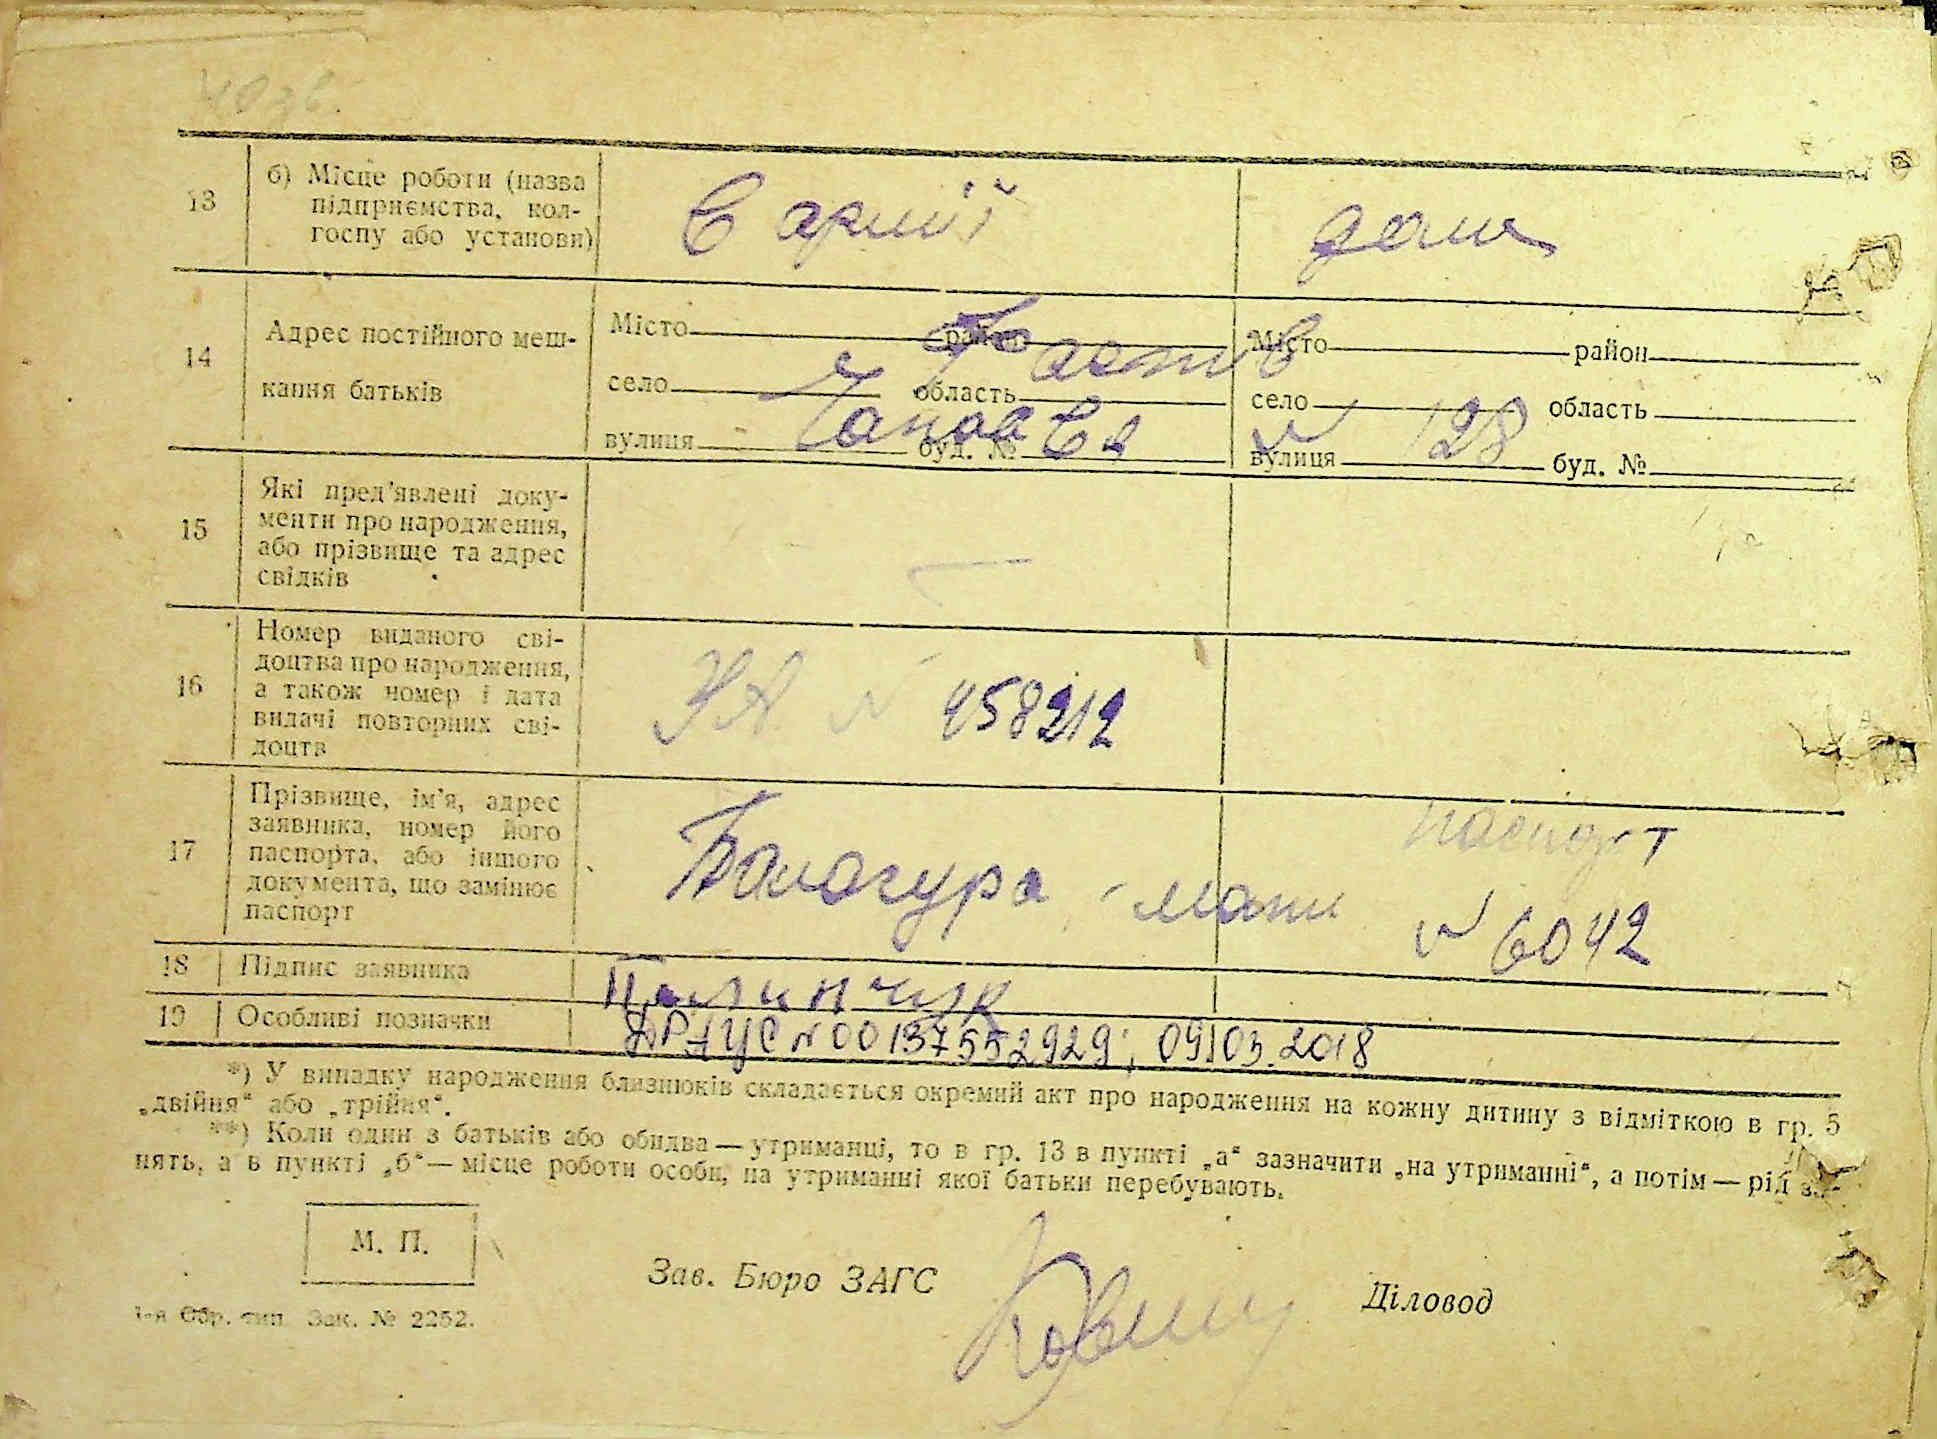 13
б) Місце роботи (назва
підприємства, кол-
госпу або установи)
В армії
дома
14
Адрес постійного меш-
кання батьків
Місто район Фастів
село область
вулиця Чапаєва буд. №
Місто район
село область
вулиця № 128 буд. №
15
Які пред'явлені доку-
менти про народження,
або прізвище та адрес
свідків
—
16
Номер виданого сві-
доцтва про народження,
а також номер і дата
видачі повторних сві-
доцтв
УА № 458212
17
Прізвище, ім'я, адрес
заявника, номер його
паспорта, або іншого
документа, що замінює
паспорт
мати
паспорт
№ 6042
18
Підпис заявника
19
Особливі позначки
ДРАЦС № 00137552929; 09.03.2018
*) У випадку народження близнюків складається окремий акт про народження на кожну дитину з відміткою в гр. 5
„двійня" або „трійня".
**) Коли один з батьків або обидва — утриманці, то в гр. 13 в пункті „а" зазначити „на утриманні", а потім — рід за-
нять, а в пункті „б" — місце роботи особи, на утриманні якої батьки перебувають.
М. П.
Зав. Бюро ЗАГС
Діловод
1-я Обр. тип. Зак. № 2252.